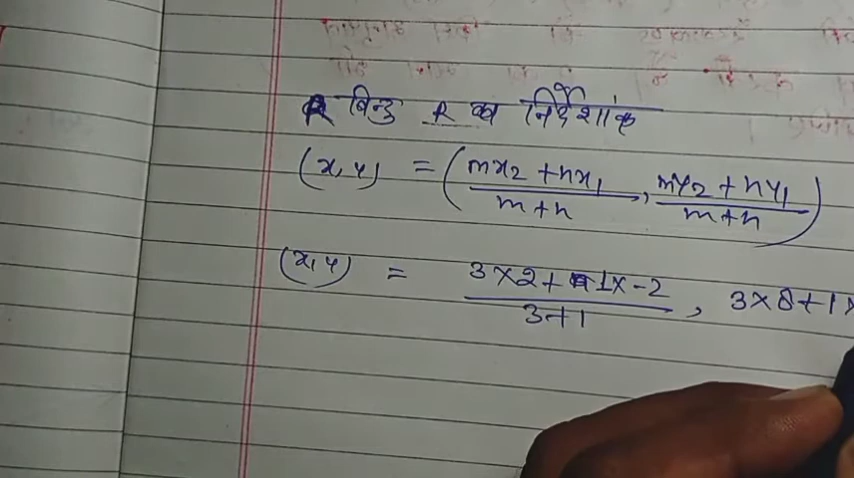 बिन्दु R का निर्देशांक
(x, y) = (mx₂ + nx₁ / m+n, my₂ + ny₁ / m+n)
(x, y) = 3×2+1×-2 / 3+1, 3×8+1×